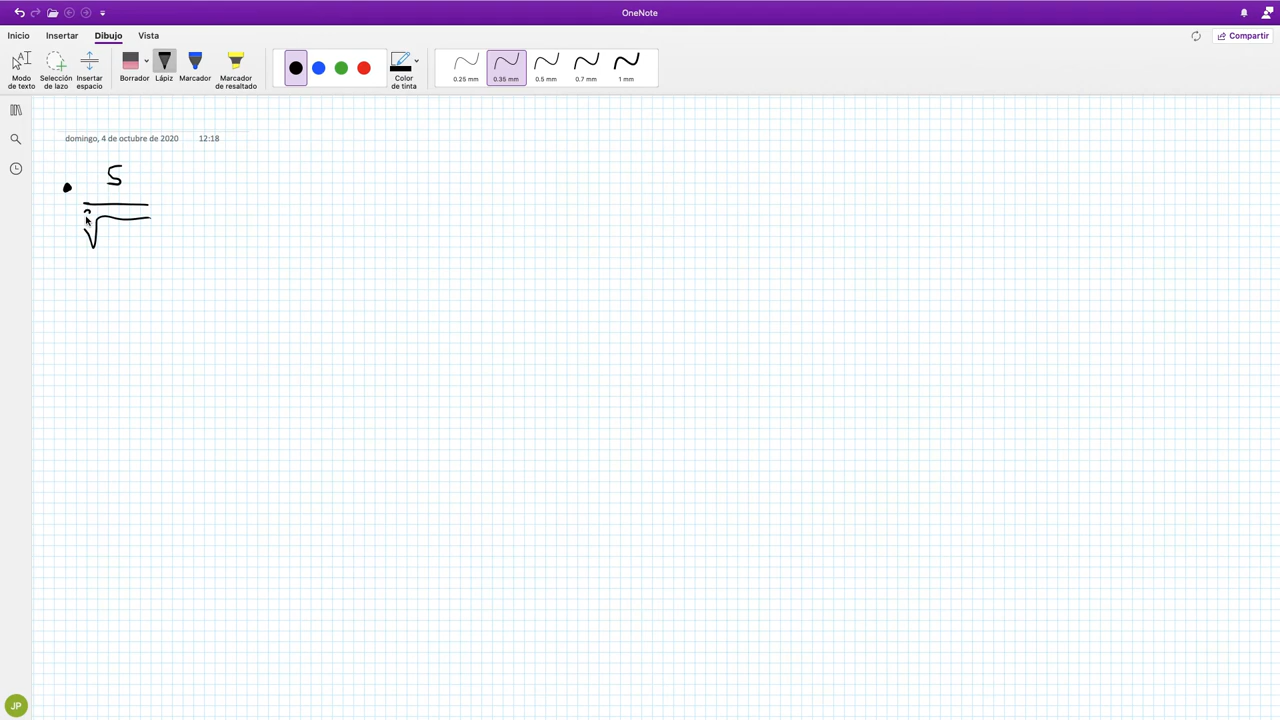 OneNote
Inicio Insertar Dibujo Vista
Compartir
Modo de texto
Selección de lazo
Insertar espacio
Borrador
Lápiz
Marcador
Marcador de resaltado
Color de tinta
0.25 mm 0.35 mm 0.5 mm 0.7 mm 1 mm
domingo, 4 de octubre de 2020 12:18
5
√
JP